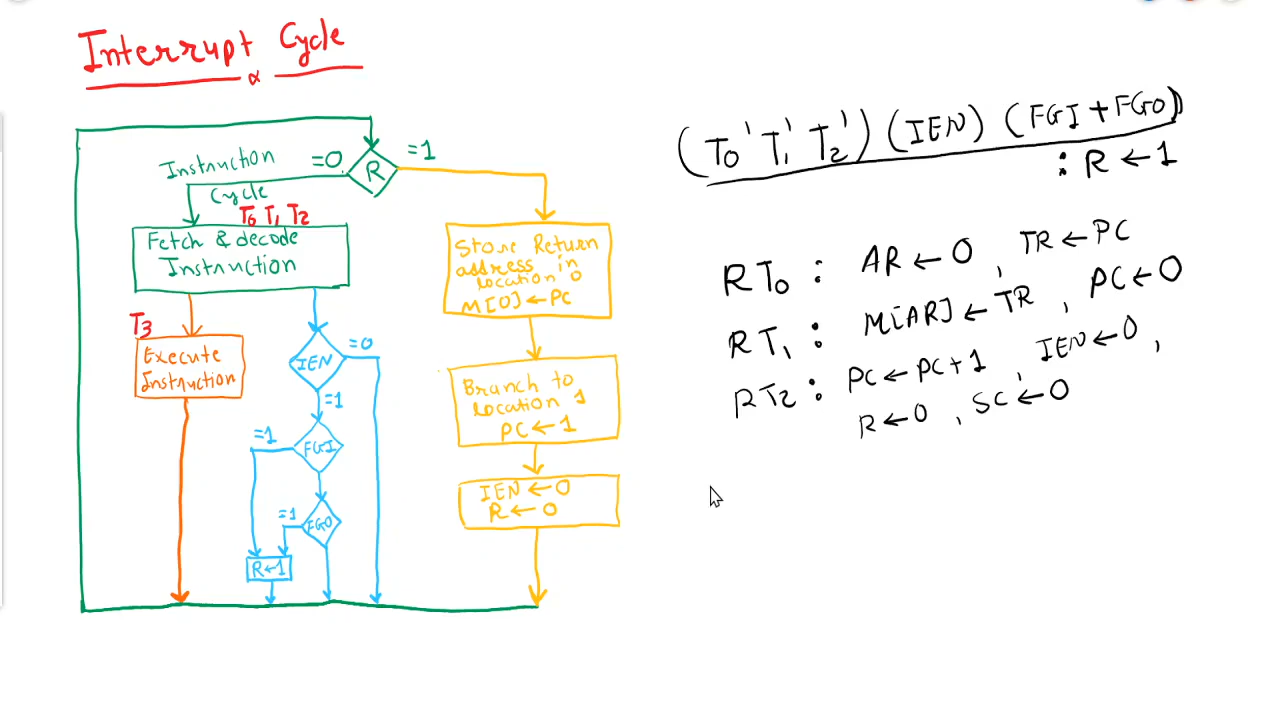 Interrupt Cycle
α
R
=0
=1
Instruction
Cycle
T0 T1 T2
Fetch & decode
Instruction
T3
Execute
Instruction
IEN
=0
=1
FGI
=1
FGO
=1
R←1
Store Return
address in
location 0
M[0] ← PC
Branch to
location 1
PC ← 1
IEN ← 0
R ← 0
(T0' T1' T2') (IEN) (FGI + FGO)
: R ← 1
RT0 : AR ← 0 , TR ← PC
RT1 : M[AR] ← TR , PC ← 0
RT2 : PC ← PC + 1 , IEN ← 0 ,
R ← 0 , SC ← 0